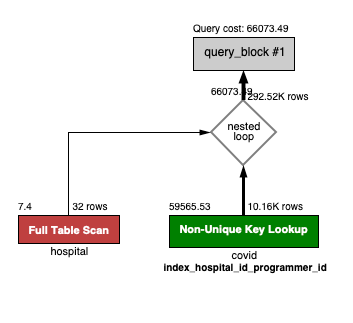 Query cost: 66073.49
query_block #1
66073.49
292.52K rows
nested
loop
7.4
32 rows
59565.53
10.16K rows
Full Table Scan
Non-Unique Key Lookup
hospital
covid
index_hospital_id_programmer_id